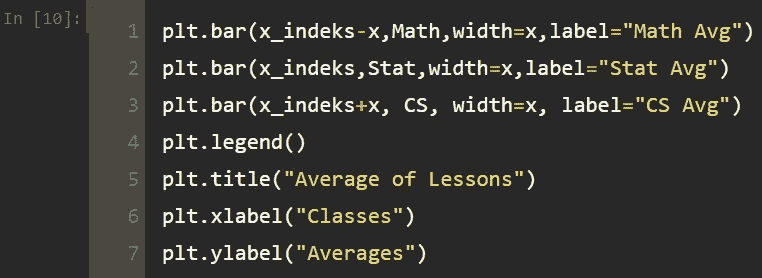 In [10]:
1 plt.bar(x_indeks-x,Math,width=x,label="Math Avg")
2 plt.bar(x_indeks,Stat,width=x,label="Stat Avg")
3 plt.bar(x_indeks+x, CS, width=x, label="CS Avg")
4 plt.legend()
5 plt.title("Average of Lessons")
6 plt.xlabel("Classes")
7 plt.ylabel("Averages")